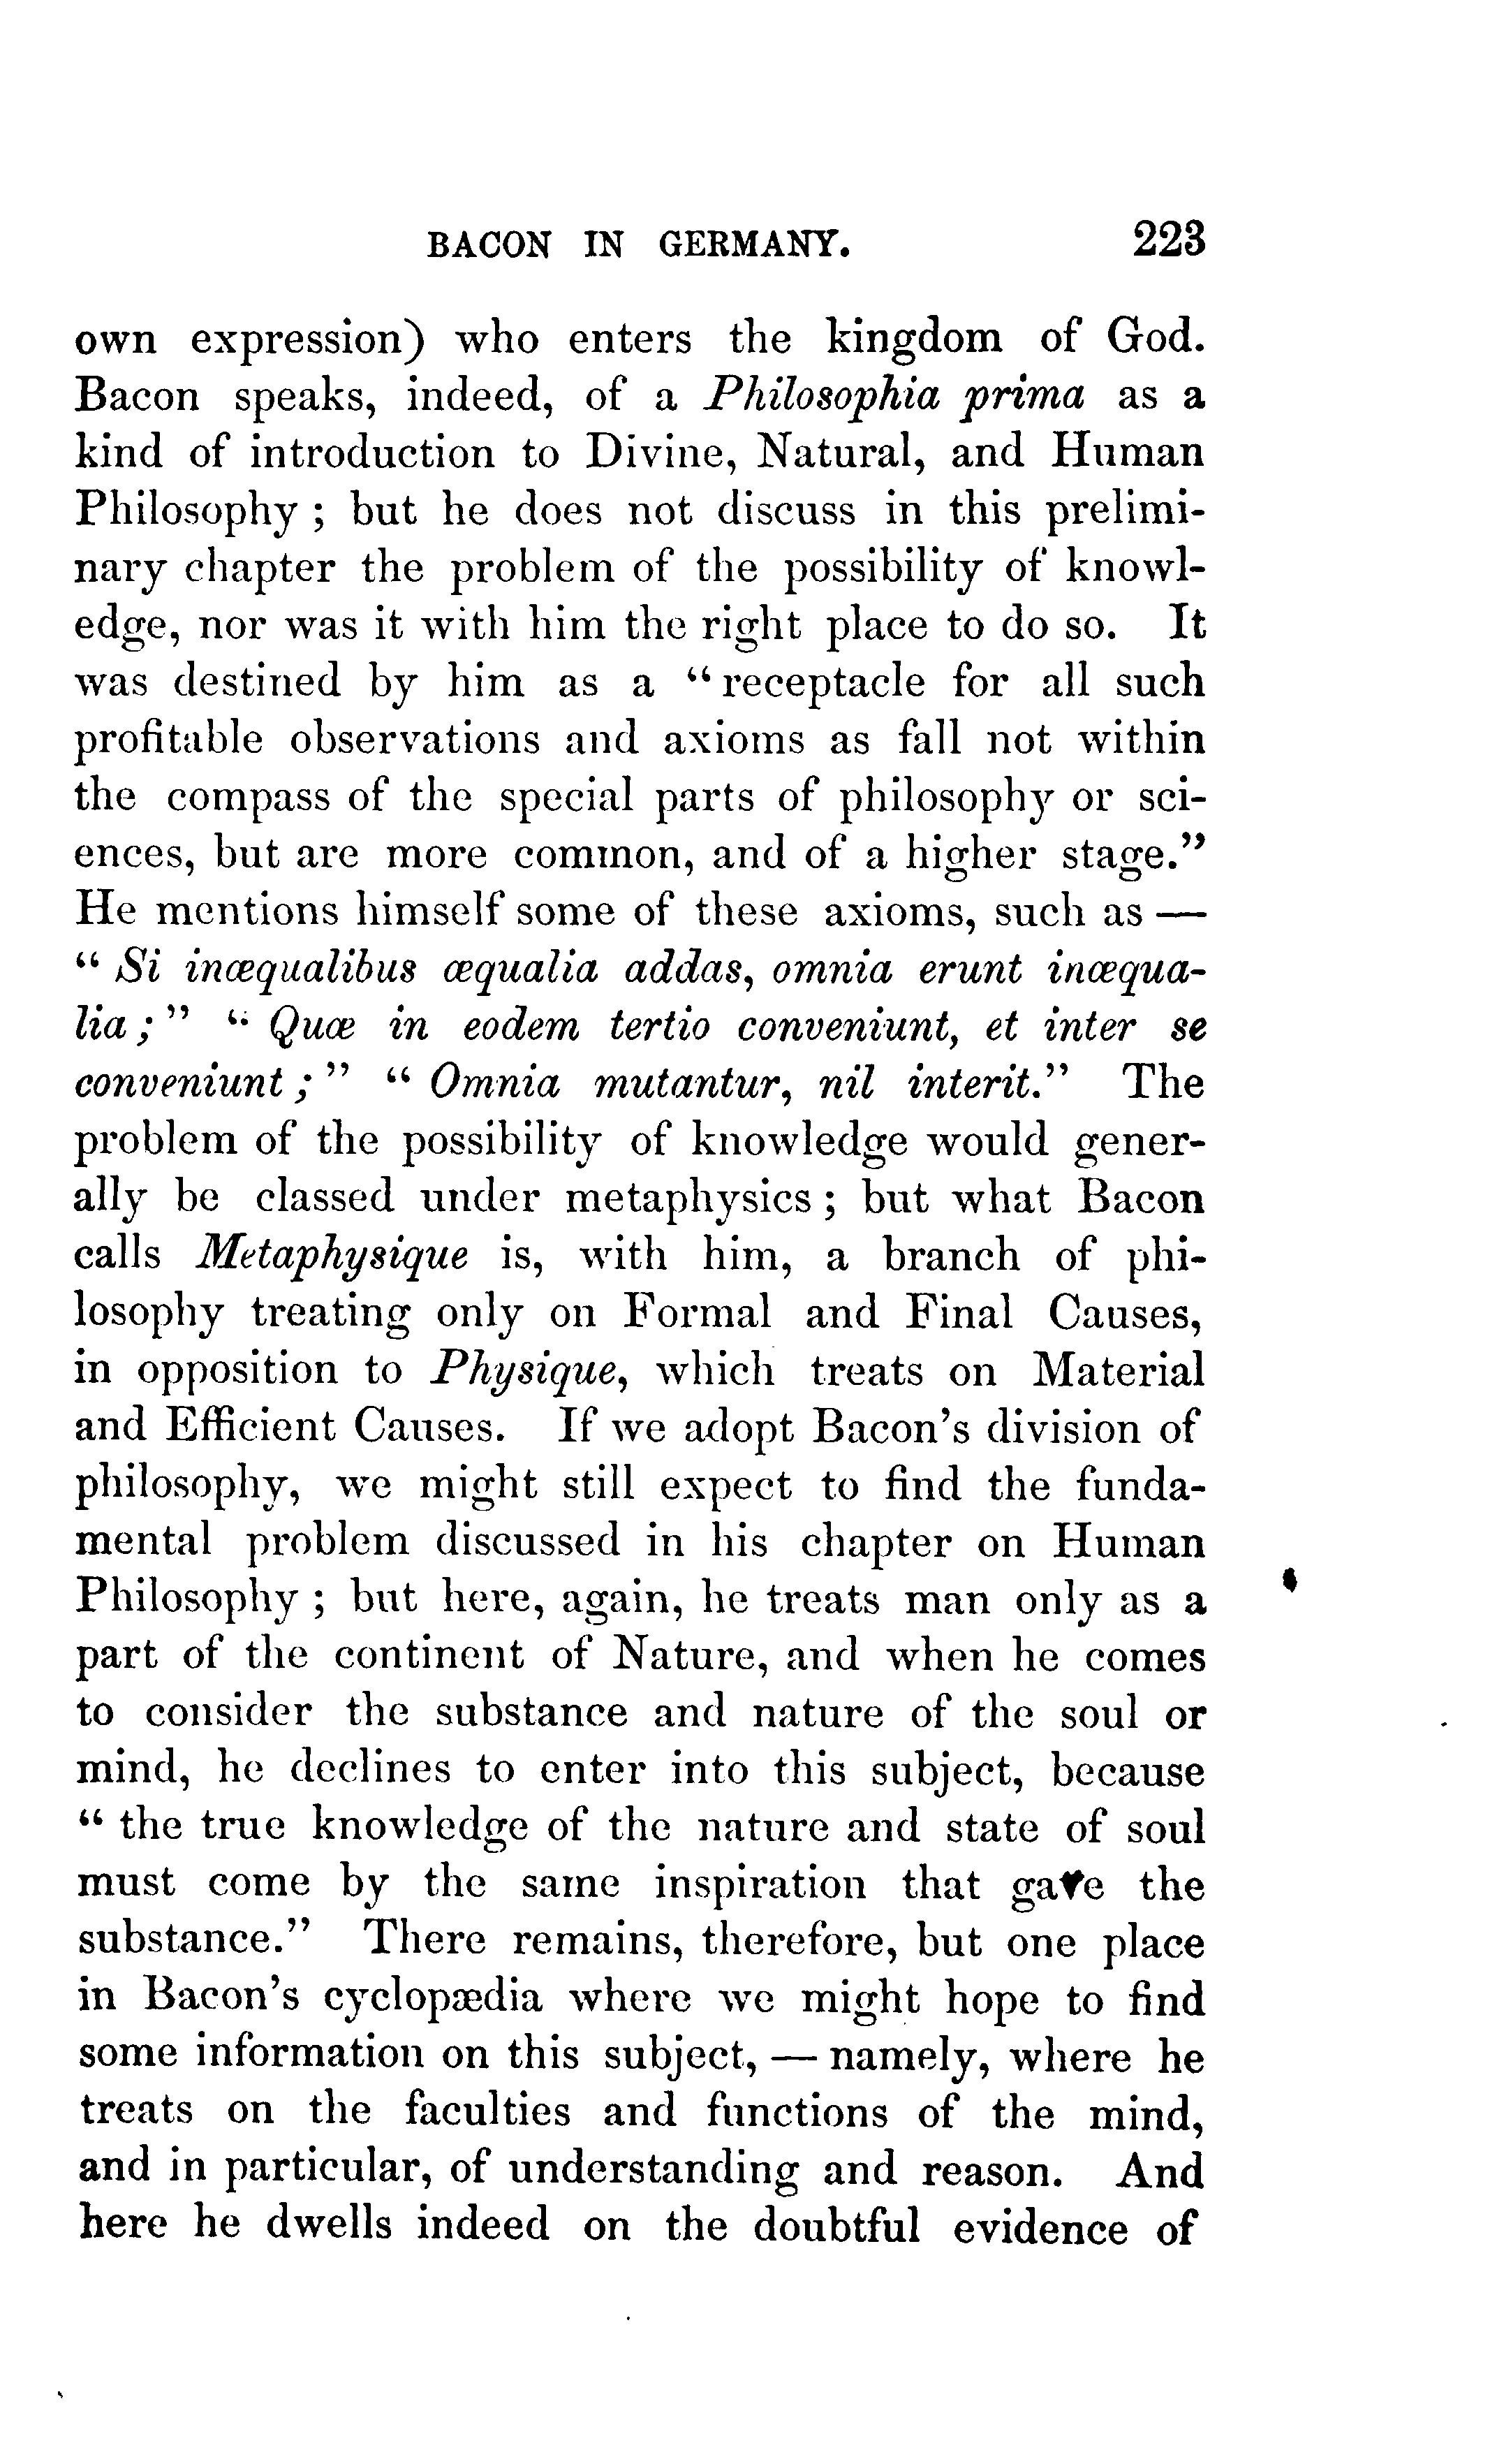 BACON IN GERMANY. 223
own expression) who enters the kingdom of God.
Bacon speaks, indeed, of a Philosophia prima as a
kind of introduction to Divine, Natural, and Human
Philosophy ; but he does not discuss in this prelimi-
nary chapter the problem of the possibility of knowl-
edge, nor was it with him the right place to do so. It
was destined by him as a “receptacle for all such
profitable observations and axioms as fall not within
the compass of the special parts of philosophy or sci-
ences, but are more common, and of a higher stage.”
He mentions himself some of these axioms, such as —
“ Si inæqualibus æqualia addas, omnia erunt inæqua-
lia ; ” “ Quæ in eodem tertio conveniunt, et inter se
conveniunt ; ” “ Omnia mutantur, nil interit.” The
problem of the possibility of knowledge would gener-
ally be classed under metaphysics ; but what Bacon
calls Metaphysique is, with him, a branch of phi-
losophy treating only on Formal and Final Causes,
in opposition to Physique, which treats on Material
and Efficient Causes. If we adopt Bacon’s division of
philosophy, we might still expect to find the funda-
mental problem discussed in his chapter on Human
Philosophy ; but here, again, he treats man only as a
part of the continent of Nature, and when he comes
to consider the substance and nature of the soul or
mind, he declines to enter into this subject, because
“ the true knowledge of the nature and state of soul
must come by the same inspiration that gave the
substance.” There remains, therefore, but one place
in Bacon’s cyclopædia where we might hope to find
some information on this subject, — namely, where he
treats on the faculties and functions of the mind,
and in particular, of understanding and reason. And
here he dwells indeed on the doubtful evidence of